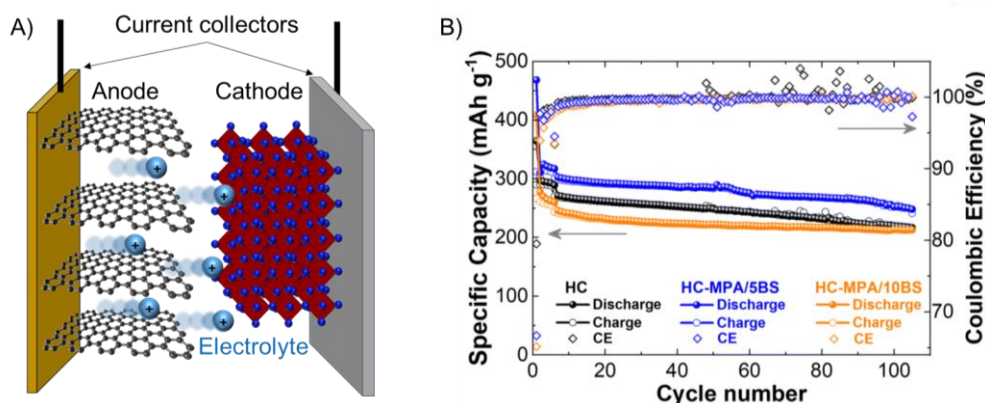 A)
Current collectors
Anode
Cathode
+
+
+
+
+
Electrolyte
B)
Specific Capacity (mAh g⁻¹)
500
400
300
200
100
0
HC HC-MPA/5BS HC-MPA/10BS
Discharge Discharge Discharge
Charge Charge Charge
CE CE CE
100
90
80
70
Coulombic Efficiency (%)
0 20 40 60 80 100
Cycle number